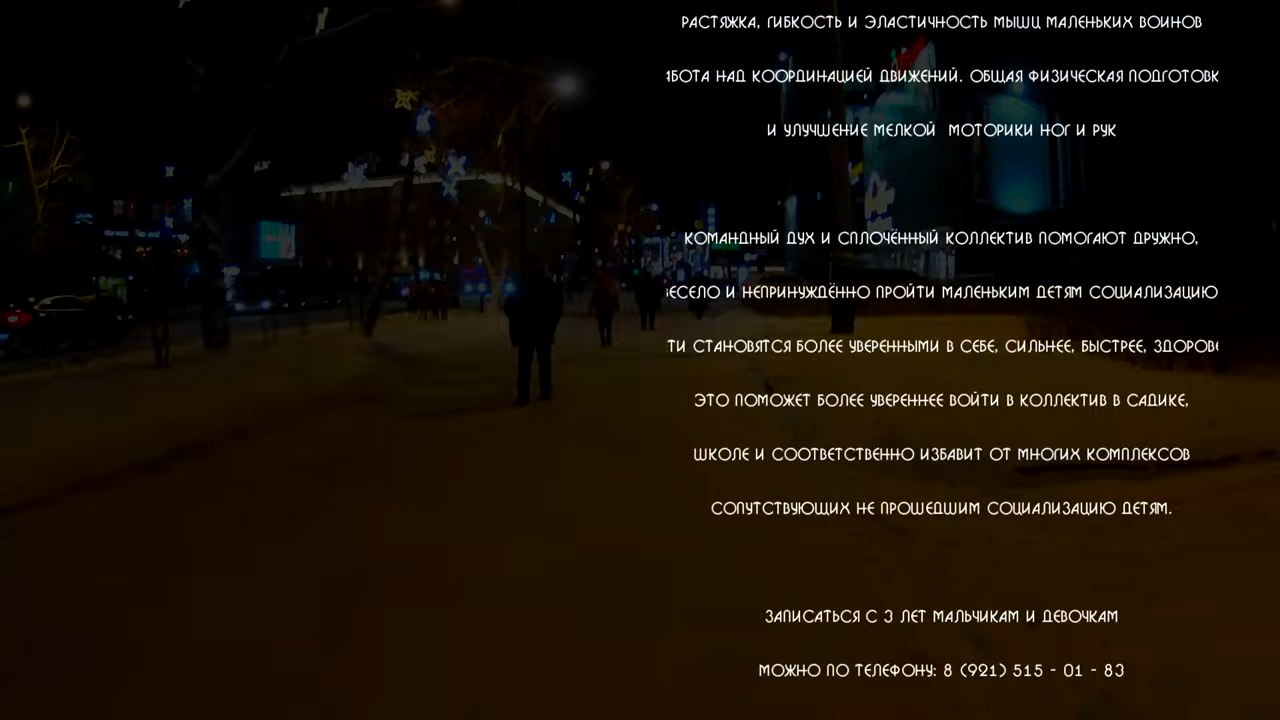 РАСТЯЖКА, ГИБКОСТЬ И ЭЛАСТИЧНОСТЬ МЫШЦ МАЛЕНЬКИХ ВОИНОВ
НАД КООРДИНАЦИЕЙ ДВИЖЕНИЙ. ОБЩАЯ ФИЗИЧЕСКАЯ
И УЛУЧШЕНИЕ МЕЛКОЙ МОТОРИКИ НОГ И РУК
КОМАНДНЫЙ ДУХ И СПЛОЧЁННЫЙ КОЛЛЕКТИВ ПОМОГАЮТ ДРУЖНО,
И НЕПРИНУЖДЁННО ПРОЙТИ МАЛЕНЬКИМ ДЕТЯМ СОЦИАЛИЗАЦИЮ
СТАНОВЯТСЯ БОЛЕЕ УВЕРЕННЫМИ В СЕБЕ, СИЛЬНЕЕ, БЫСТРЕЕ,
ЭТО ПОМОЖЕТ БОЛЕЕ УВЕРЕННЕЕ ВОЙТИ В КОЛЛЕКТИВ В САДИКЕ,
ШКОЛЕ И СООТВЕТСТВЕННО ИЗБАВИТ ОТ МНОГИХ КОМПЛЕКСОВ
СОПУТСТВУЮЩИХ НЕ ПРОШЕДШИМ СОЦИАЛИЗАЦИЮ ДЕТЯМ.
ЗАПИСАТЬСЯ С 3 ЛЕТ МАЛЬЧИКАМ И ДЕВОЧКАМ
МОЖНО ПО ТЕЛЕФОНУ: 8 (921) 515 - 01 - 83